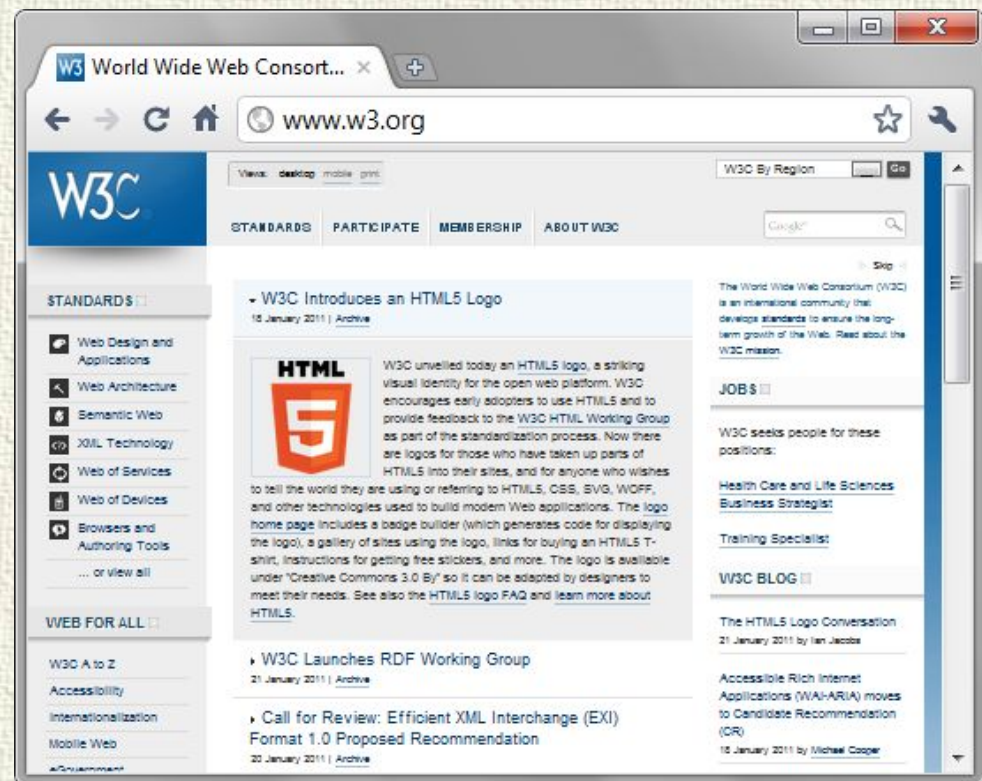 W3 World Wide Web Consort...
www.w3.org
W3C
Views: desktop mobile print
W3C By Region
Go
STANDARDS PARTICIPATE MEMBERSHIP ABOUT W3C
Google
Skip
STANDARDS
Web Design and
Applications
Web Architecture
Semantic Web
XML Technology
Web of Services
Web of Devices
Browsers and
Authoring Tools
... or view all
WEB FOR ALL
W3C A to Z
Accessibility
Internationalization
Mobile Web
eGovernment
W3C Introduces an HTML5 Logo
18 January 2011 | Archive
HTML
5
W3C unveiled today an HTML5 logo, a striking
visual identity for the open web platform. W3C
encourages early adopters to use HTML5 and to
provide feedback to the W3C HTML Working Group
as part of the standardization process. Now there
are logos for those who have taken up parts of
HTML5 into their sites, and for anyone who wishes
to tell the world they are using or referring to HTML5, CSS, SVG, WOFF,
and other technologies used to build modern Web applications. The logo
home page includes a badge builder (which generates code for displaying
the logo), a gallery of sites using the logo, links for buying an HTML5 T-
shirt, instructions for getting free stickers, and more. The logo is available
under "Creative Commons 3.0 By" so it can be adapted by designers to
meet their needs. See also the HTML5 logo FAQ and learn more about
HTML5.
W3C Launches RDF Working Group
21 January 2011 | Archive
Call for Review: Efficient XML Interchange (EXI)
Format 1.0 Proposed Recommendation
20 January 2011 | Archive
The World Wide Web Consortium (W3C)
is an international community that
develops standards to ensure the long-
term growth of the Web. Read about the
W3C mission.
JOBS
W3C seeks people for these
positions:
Health Care and Life Sciences
Business Strategist
Training Specialist
W3C BLOG
The HTML5 Logo Conversation
21 January 2011 by Ian Jacobs
Accessible Rich Internet
Applications (WAI-ARIA) moves
to Candidate Recommendation
(CR)
18 January 2011 by Michael Cooper